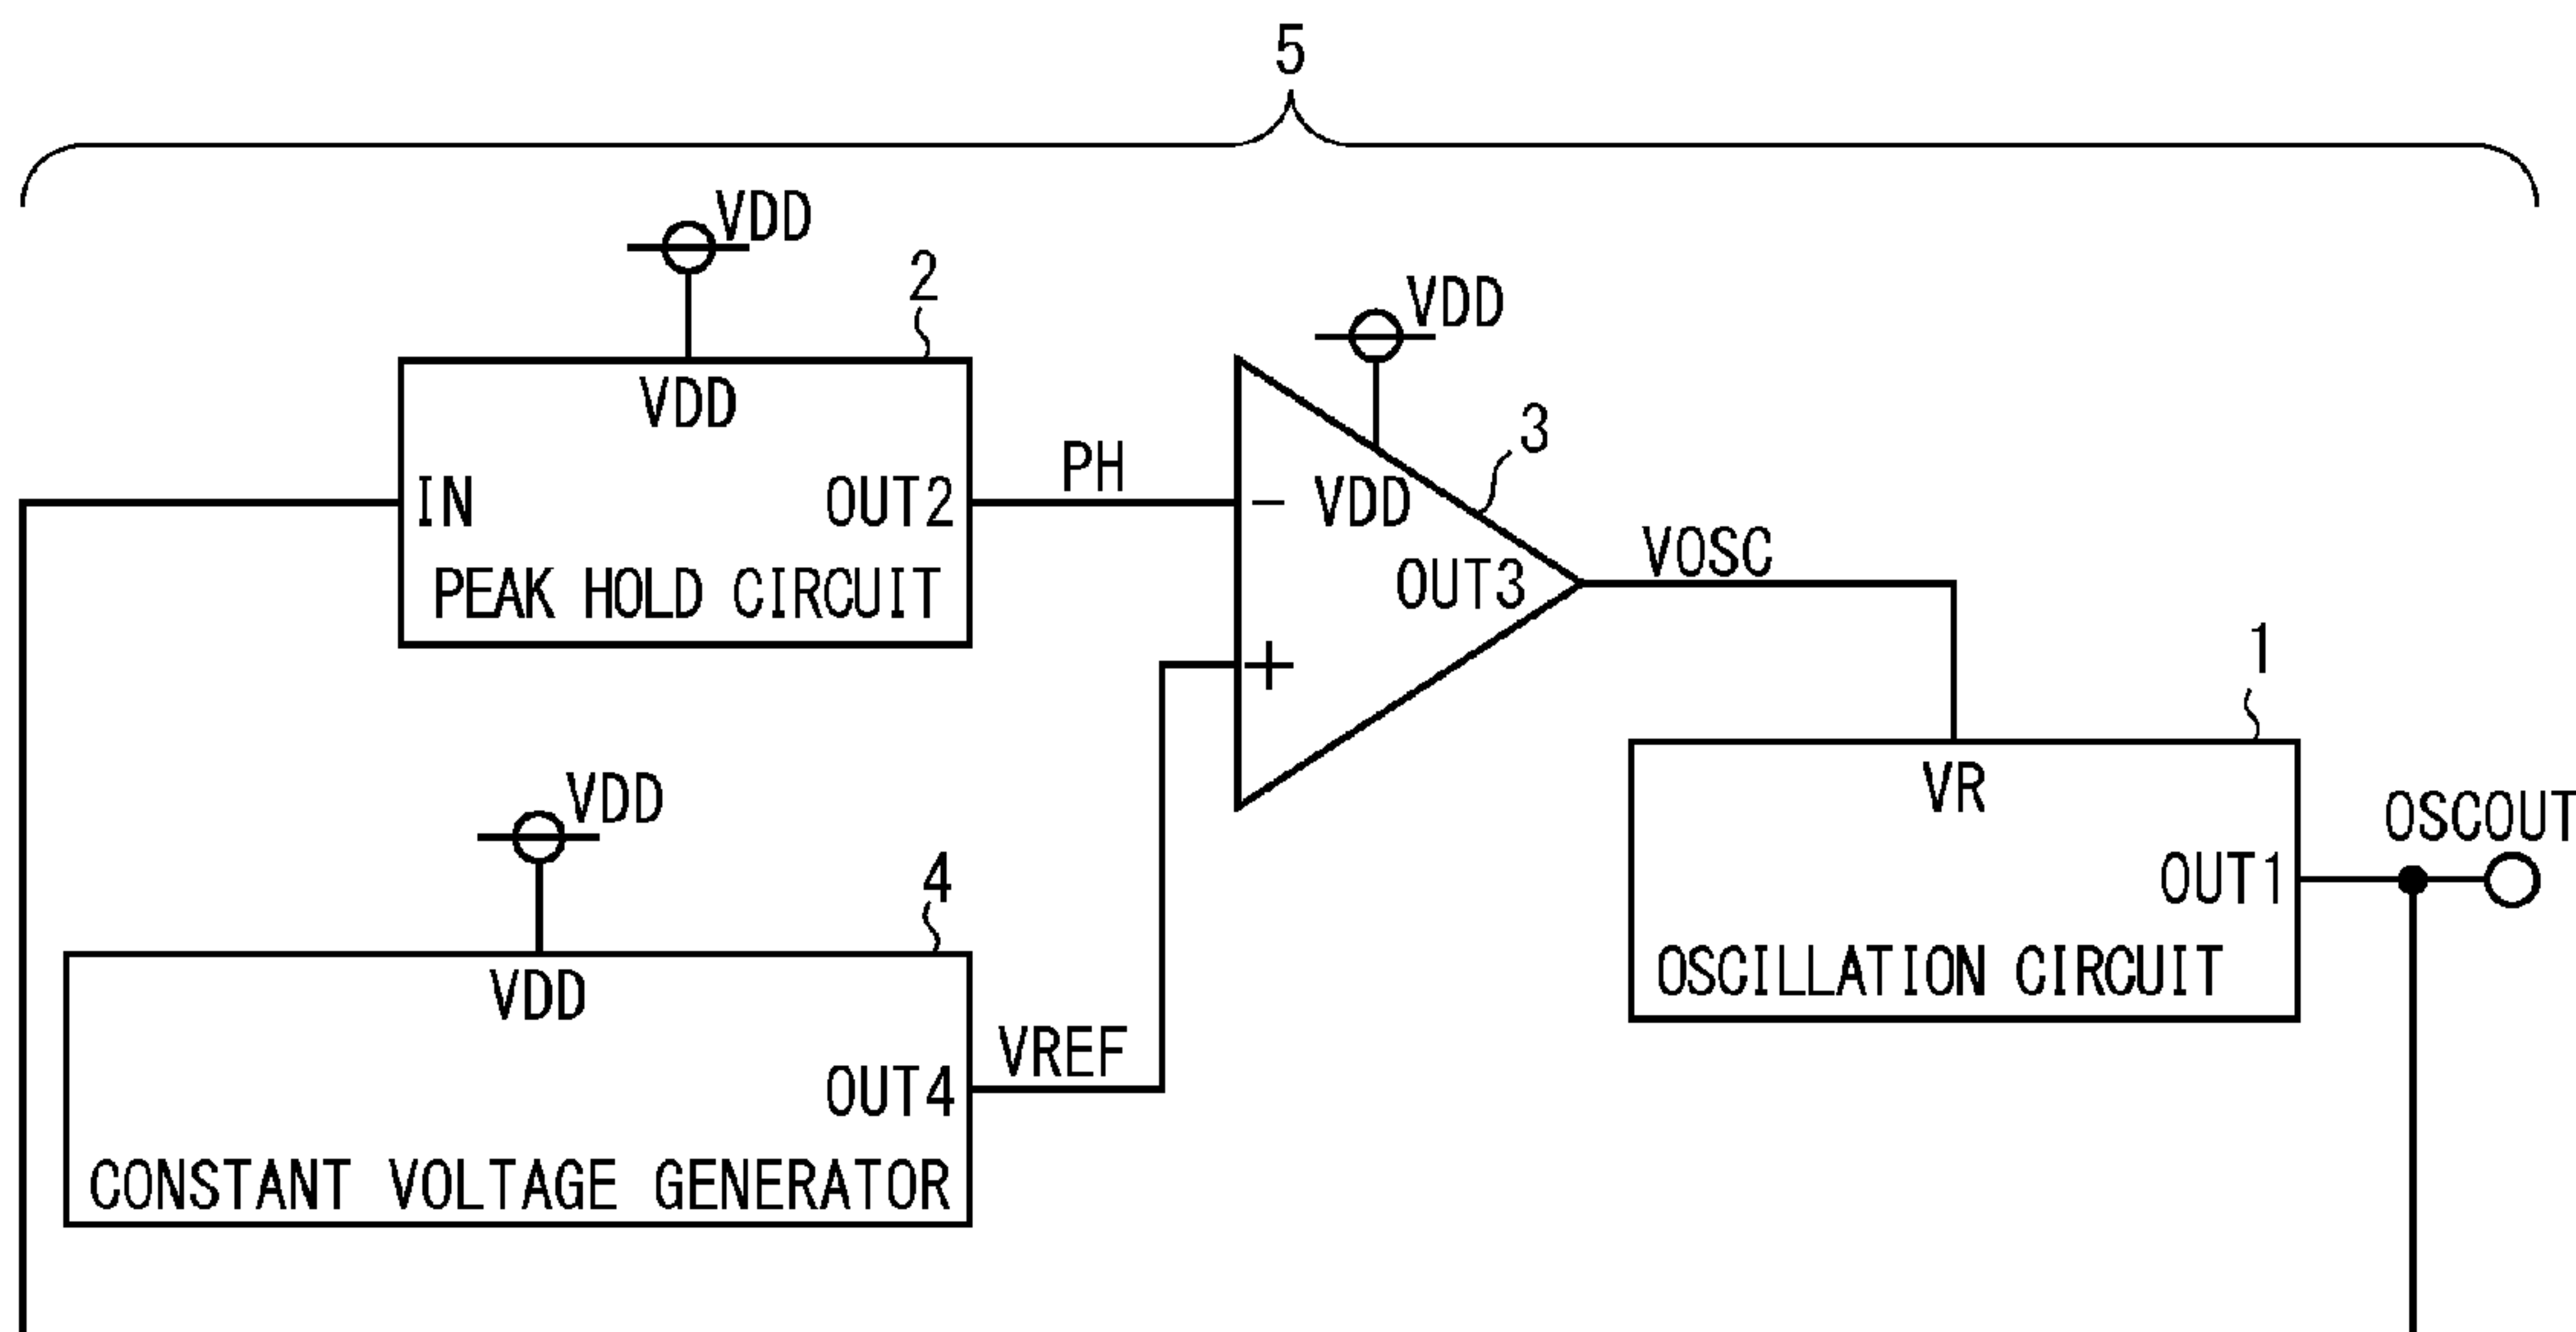 5
VDD
2
VDD
VDD
3
PH
IN
OUT2
-
VDD
VOSC
PEAK HOLD CIRCUIT
OUT3
1
+
VDD
VR
OSCOUT
4
OUT1
VDD
OSCILLATION CIRCUIT
VREF
OUT4
CONSTANT VOLTAGE GENERATOR